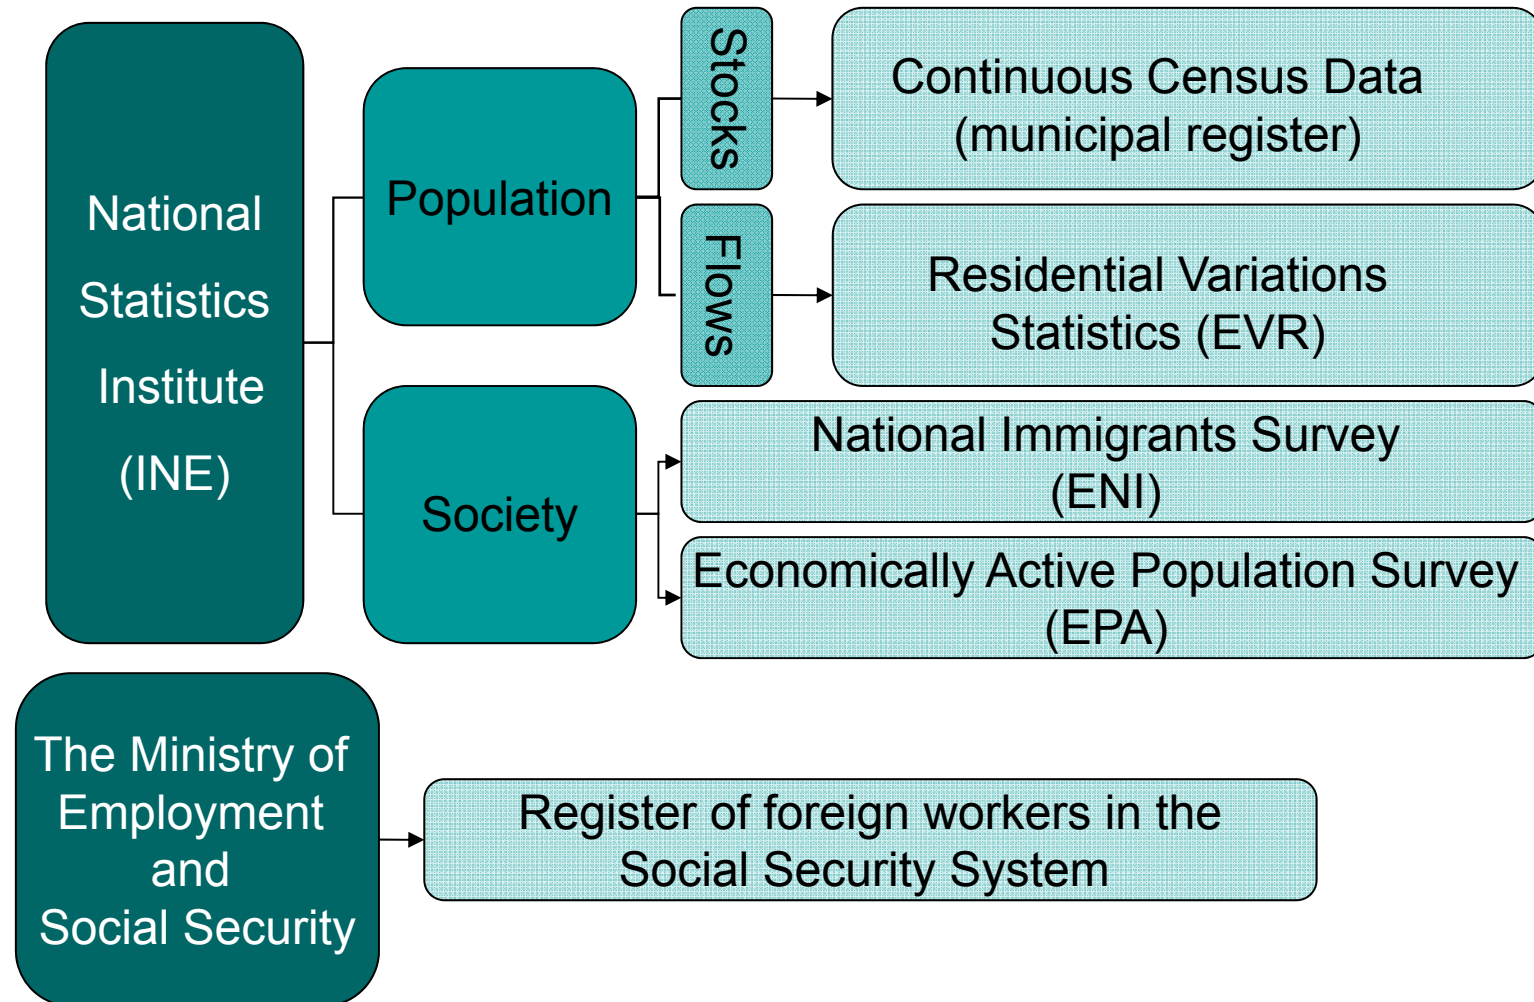 National
Statistics
Institute
(INE)
Population
Stocks
Continuous Census Data
(municipal register)
Flows
Residential Variations
Statistics (EVR)
Society
National Immigrants Survey
(ENI)
Economically Active Population Survey
(EPA)
The Ministry of
Employment
and
Social Security
Register of foreign workers in the
Social Security System